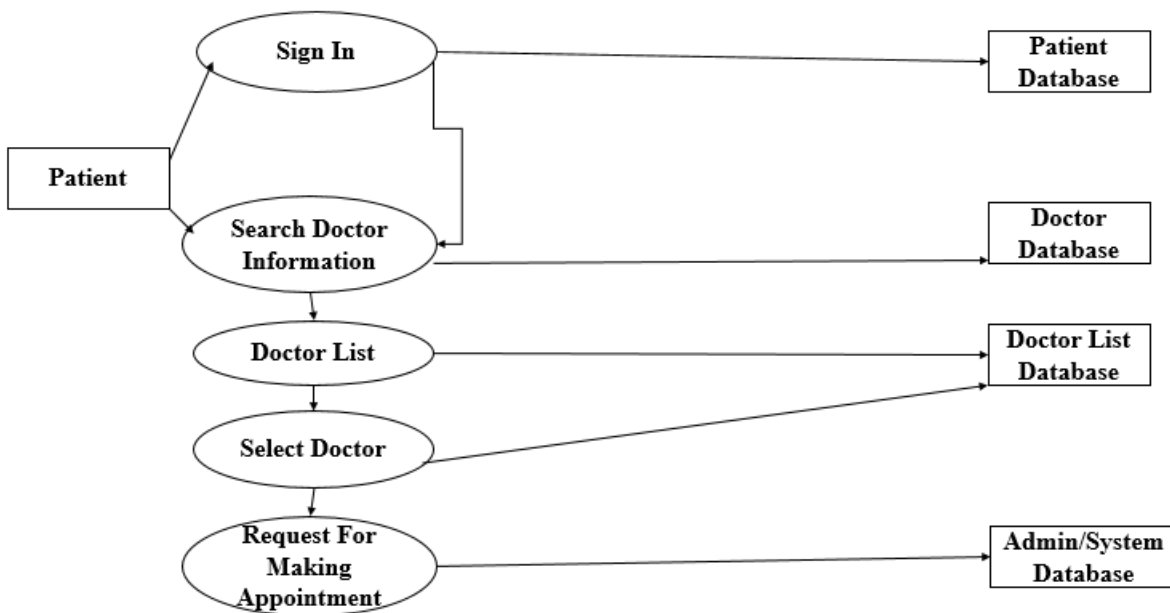 Sign In
Patient
Database
Patient
Search Doctor
Information
Doctor
Database
Doctor List
Doctor List
Database
Select Doctor
Request For
Making
Appointment
Admin/System
Database